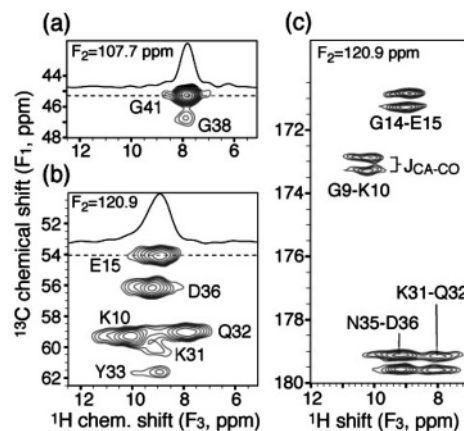 (a)
F2=107.7 ppm
44
46
48
G41
G38
12
10
8
6
(b)
F2=120.9
52
54
56
58
60
62
E15
D36
K10
Q32
K31
Y33
12
10
8
6
13C chemical shift (F1, ppm)
1H chem. shift (F3, ppm)
(c)
F2=120.9 ppm
171
173
176
178
180
G14-E15
JCA-CO
G9-K10
K31-Q32
N35-D36
12
10
8
6
1H shift (F3, ppm)